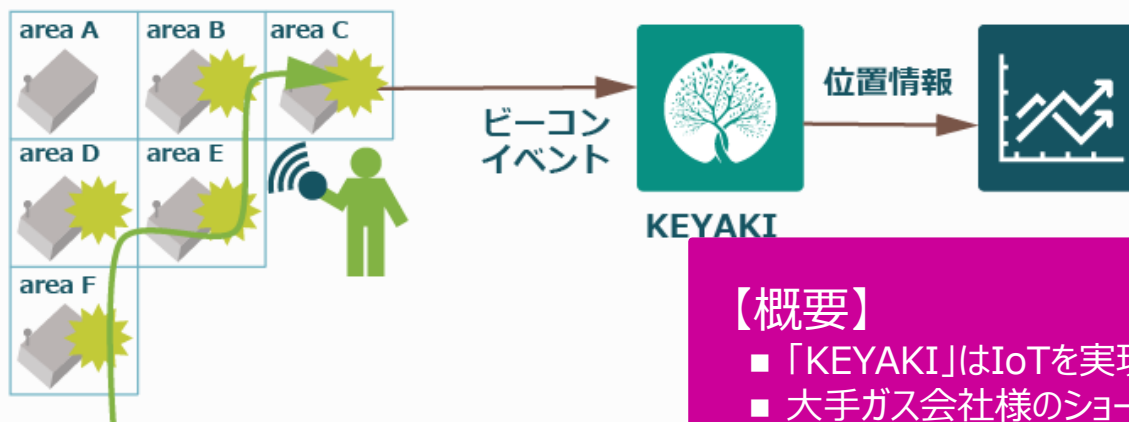 area A
area B
area C
area D
area E
area F
ビーコン
イベント
KEYAKI
位置情報
【概要】
■ 「KEYAKI」はIoTを実現
■ 大手ガス会社様のショー